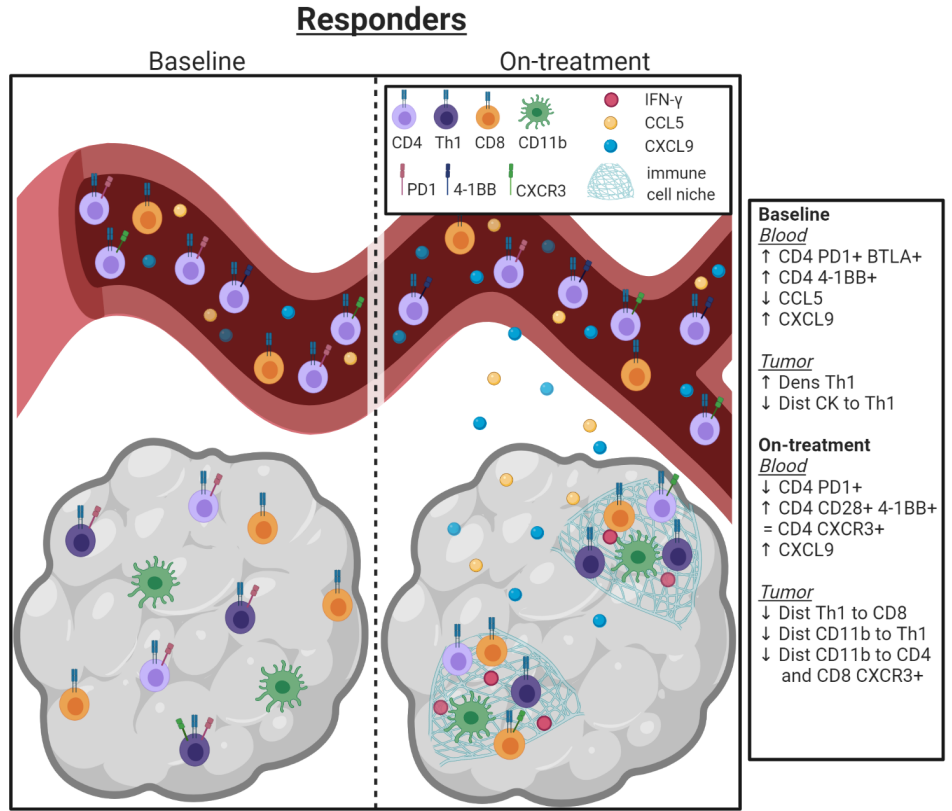 Responders
Baseline
On-treatment
CD4 Th1 CD8 CD11b
IFN-γ
CCL5
CXCL9
PD1 4-1BB CXCR3
immune
cell niche
Baseline
Blood
↑ CD4 PD1+ BTLA+
↑ CD4 4-1BB+
↓ CCL5
↑ CXCL9
Tumor
↑ Dens Th1
↓ Dist CK to Th1
On-treatment
Blood
↓ CD4 PD1+
↑ CD4 CD28+ 4-1BB+
= CD4 CXCR3+
↑ CXCL9
Tumor
↓ Dist Th1 to CD8
↓ Dist CD11b to Th1
↓ Dist CD11b to CD4
and CD8 CXCR3+